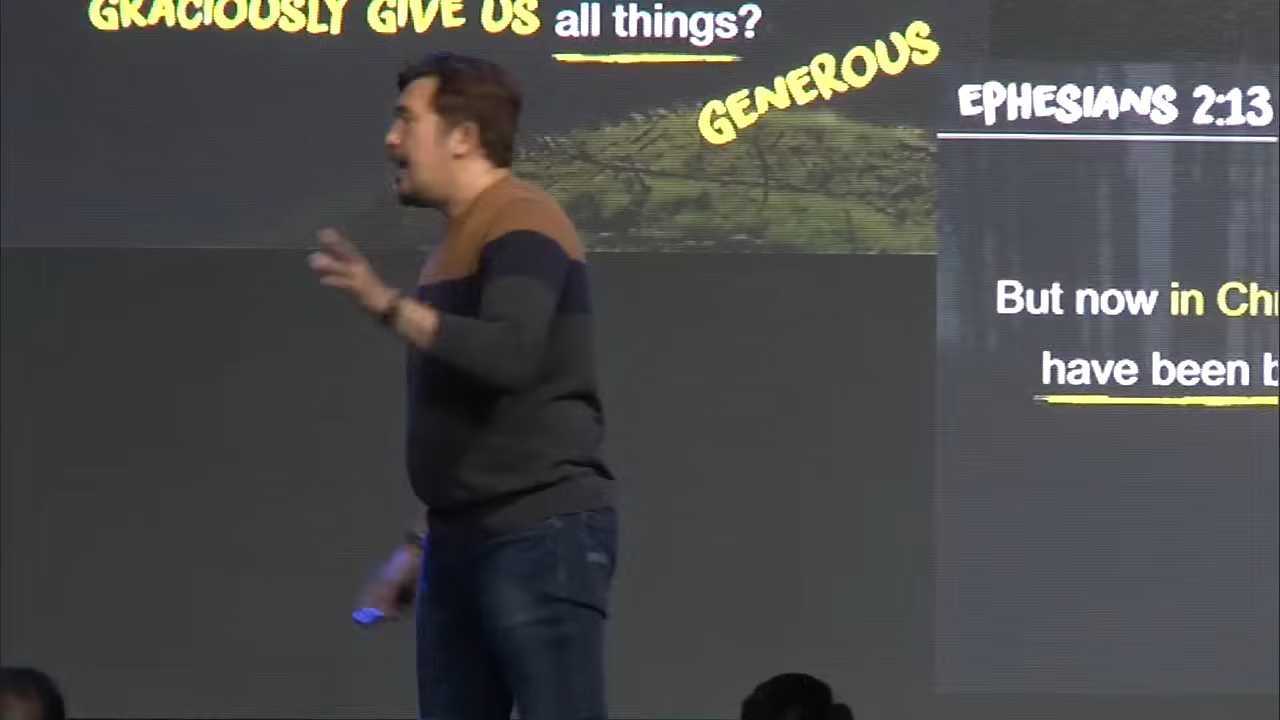 GRACIOUSLY GIVE US all things?
GENEROUS
EPHESIANS 2:13
But now in
have been